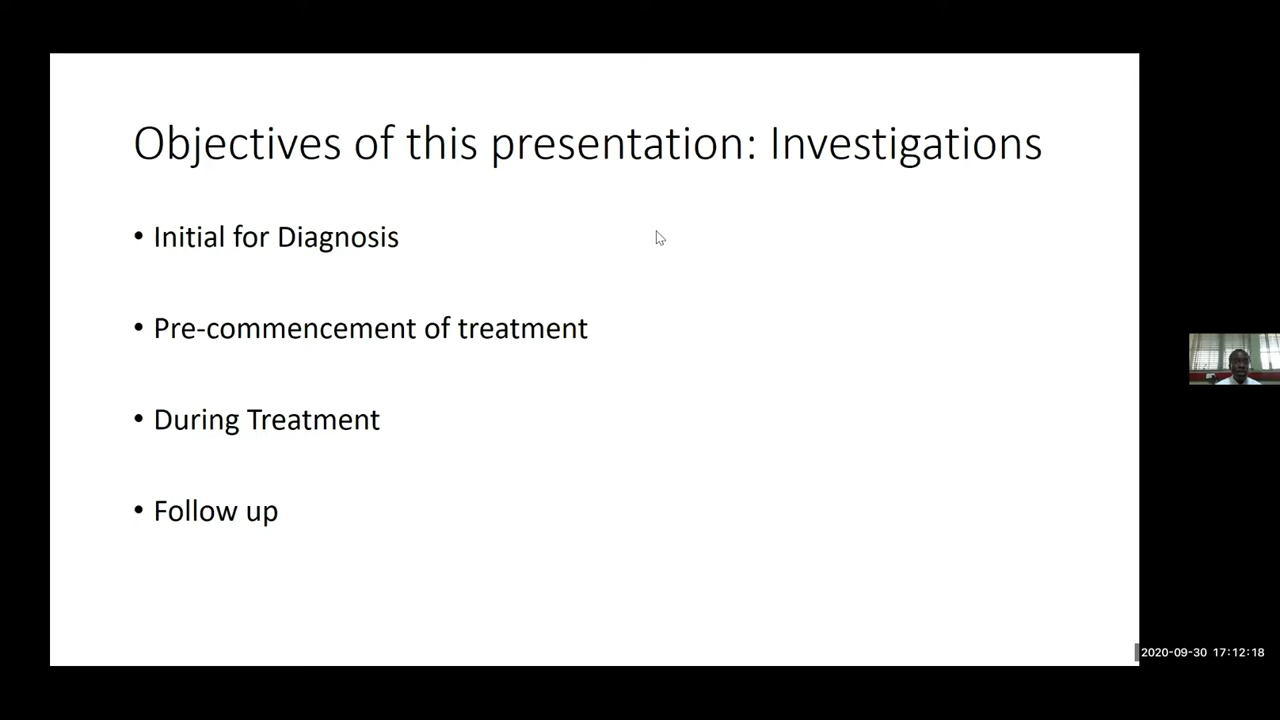 Objectives of this presentation: Investigations
• Initial for Diagnosis
• Pre-commencement of treatment
• During Treatment
• Follow up
2020-09-30 17:12:18